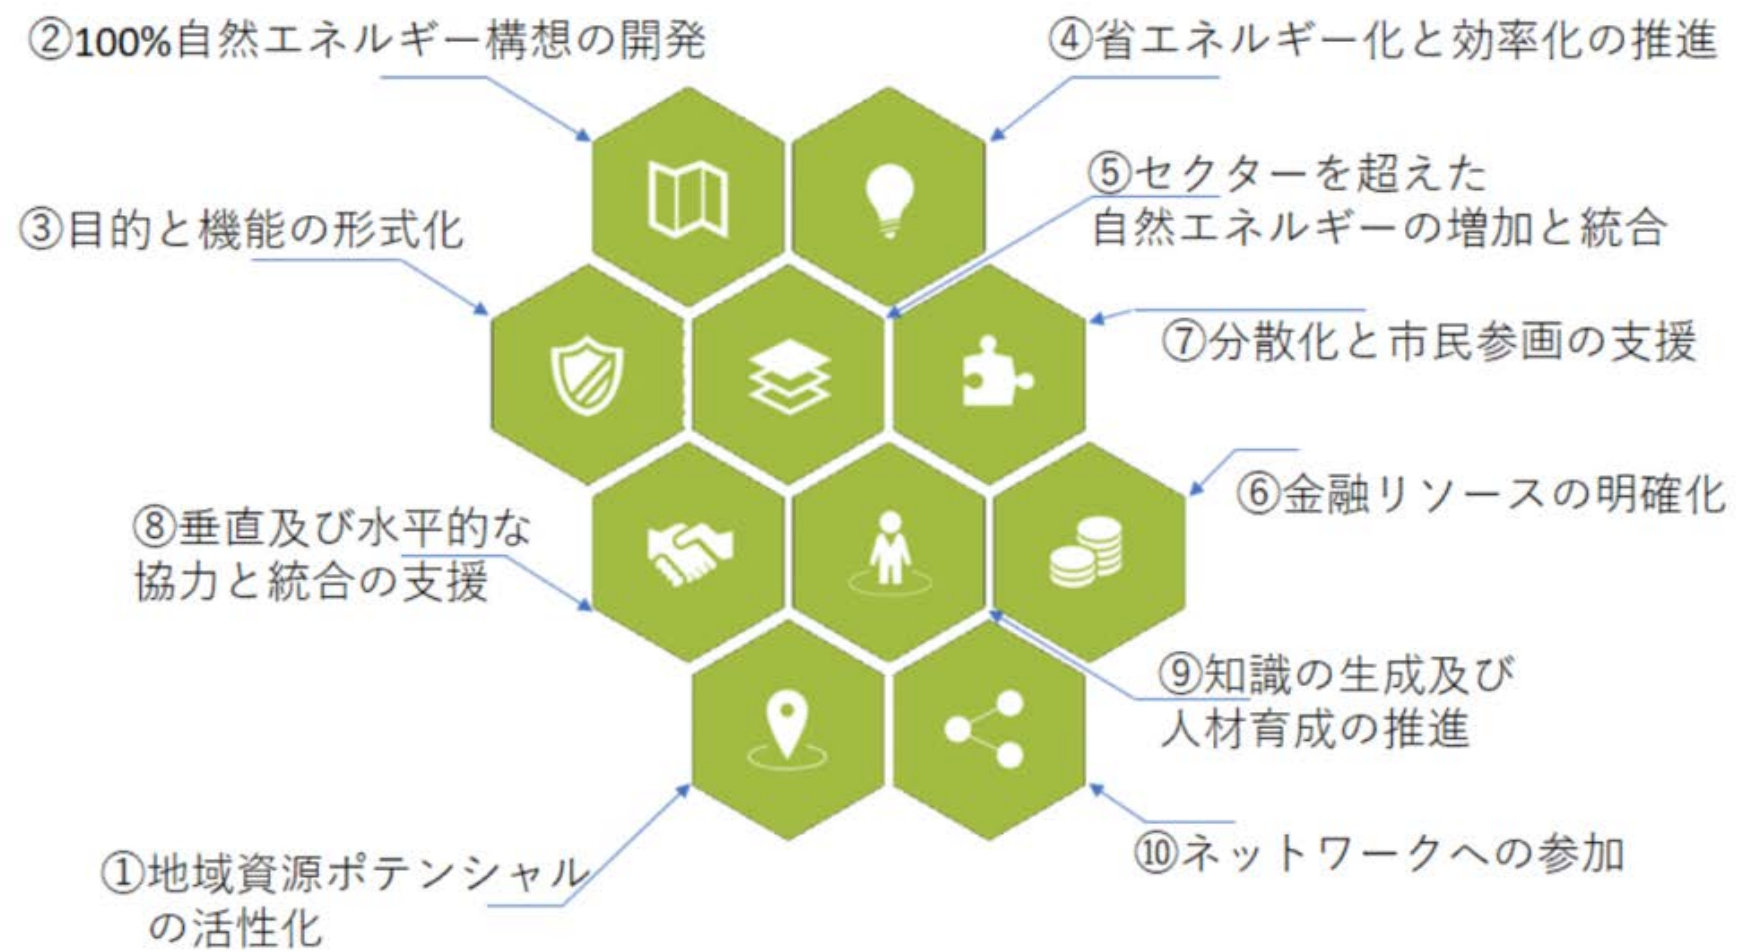 ②100%自然エネルギー構想の開発
④省エネルギー化と効率化の推進
⑤セクターを超えた
自然エネルギーの増加と統合
③目的と機能の形式化
⑦分散化と市民参画の支援
⑥金融リソースの明確化
⑧垂直及び水平的な
協力と統合の支援
⑨知識の生成及び
人材育成の推進
⑩ネットワークへの参加
①地域資源ポテンシャル
の活性化